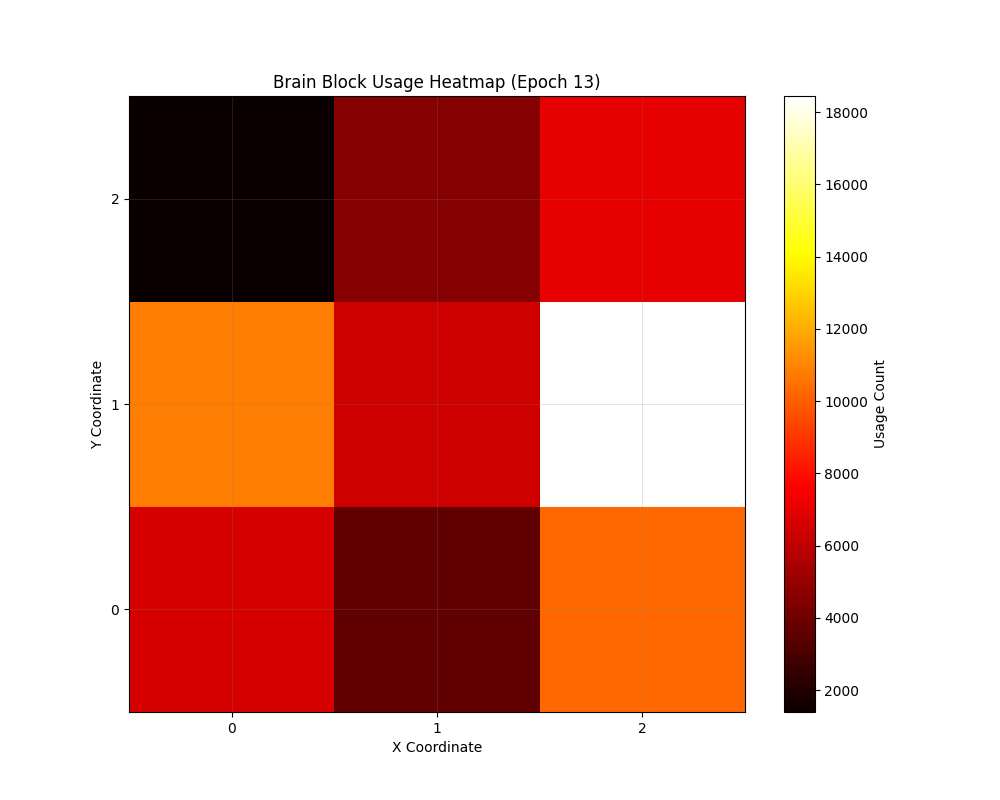 Brain Block Usage Heatmap (Epoch 13)
2
1
0
Y Coordinate
0 1 2
X Coordinate
18000
16000
14000
12000
10000
8000
6000
4000
2000
Usage Count